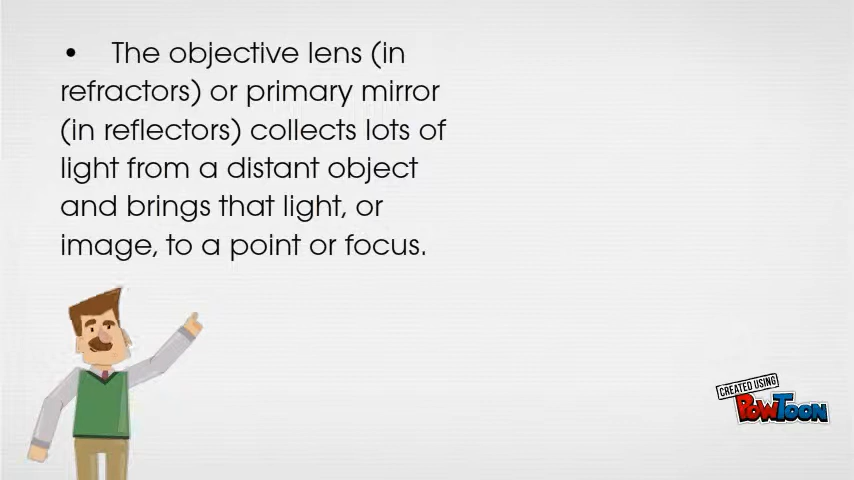 • The objective lens (in
refractors) or primary mirror
(in reflectors) collects lots of
light from a distant object
and brings that light, or
image, to a point or focus.
CREATED USING
POWTOON